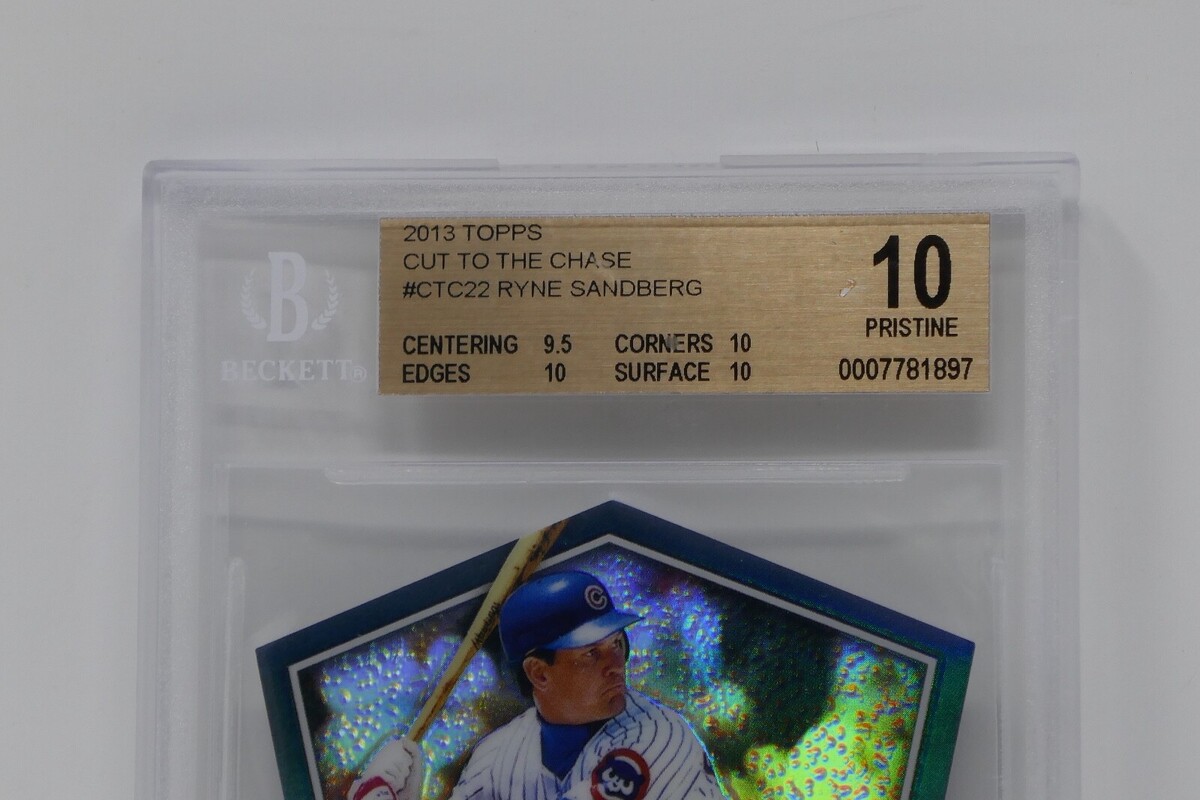 B
BECKETT®
2013 TOPPS
CUT TO THE CHASE
#CTC22 RYNE SANDBERG
CENTERING 9.5 CORNERS 10
EDGES 10 SURFACE 10
10
PRISTINE
0007781897
C